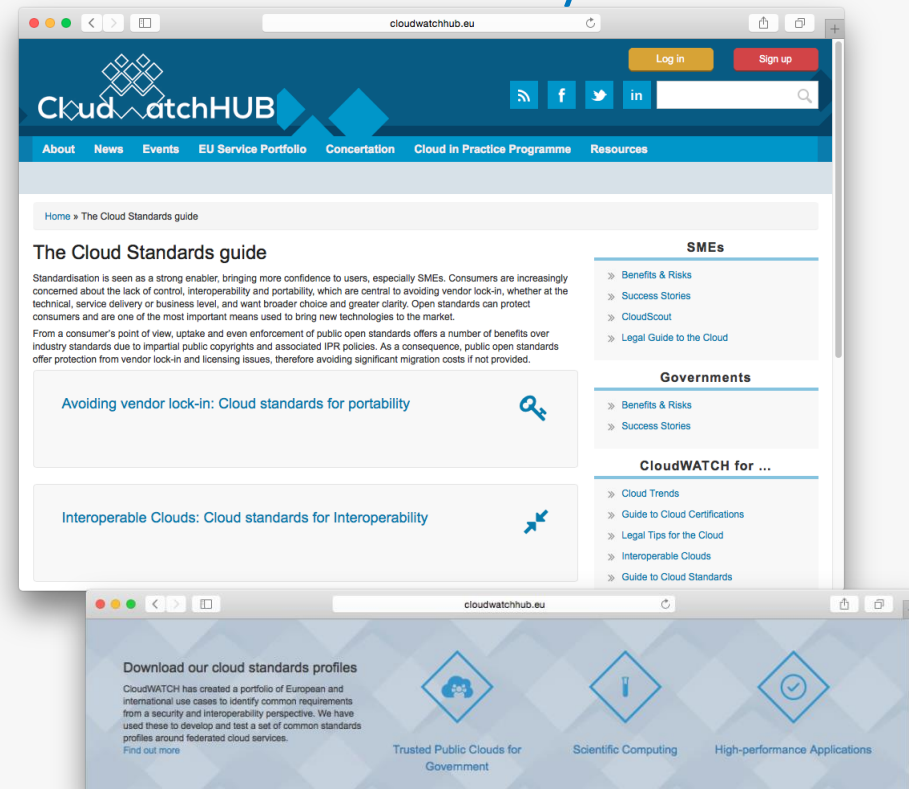 cloudwatchhub.eu
Log in
Sign up
CloudWatchHUB
f
in
About News Events EU Service Portfolio Concertation Cloud in Practice Programme Resources
Home » The Cloud Standards guide
The Cloud Standards guide
Standardisation is seen as a strong enabler, bringing more confidence to users, especially SMEs. Consumers are increasingly
concerned about the lack of control, interoperability and portability, which are central to avoiding vendor lock-in, whether at the
technical, service delivery or business level, and want broader choice and greater clarity. Open standards can protect
consumers and are one of the most important means used to bring new technologies to the market.
From a consumer's point of view, uptake and even enforcement of public open standards offers a number of benefits over
industry standards due to impartial public copyrights and associated IPR policies. As a consequence, public open standards
offer protection from vendor lock-in and licensing issues, therefore avoiding significant migration costs if not provided.
Avoiding vendor lock-in: Cloud standards for portability
Interoperable Clouds: Cloud standards for Interoperability
SMEs
» Benefits & Risks
» Success Stories
» CloudScout
» Legal Guide to the Cloud
Governments
» Benefits & Risks
» Success Stories
CloudWATCH for ...
» Cloud Trends
» Guide to Cloud Certifications
» Legal Tips for the Cloud
» Interoperable Clouds
» Guide to Cloud Standards
cloudwatchhub.eu
Download our cloud standards profiles
CloudWATCH has created a portfolio of European and
international use cases to identify common requirements
from a security and interoperability perspective. We have
used these to develop and test a set of common standards
profiles around federated cloud services.
Find out more
Trusted Public Clouds for
Government
Scientific Computing
High-performance Applications